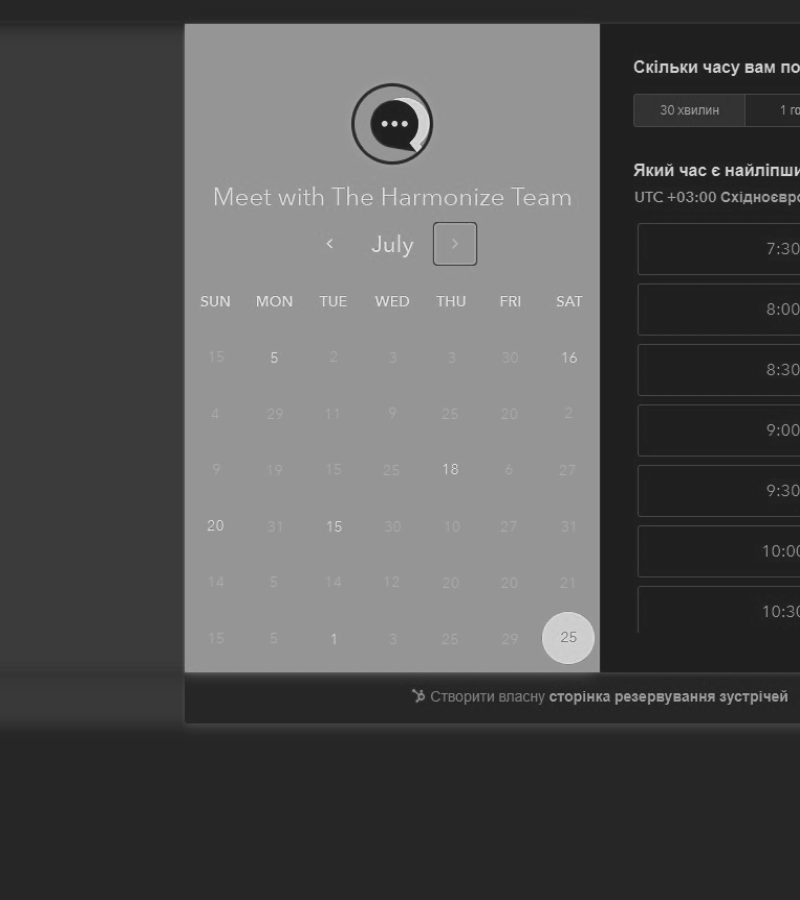 Meet with The Harmonize Team
July
SUN MON TUE WED THU FRI SAT
15 5 2 3 3 30 16
4 29 11 9 25 20 2
9 19 15 25 18 6 27
20 31 15 30 10 27 31
14 5 14 12 20 20 21
15 5 1 3 25 29 25
Скільки часу вам по
30 хвилин 1 го
Який час є найліпши
UTC +03:00 Східноєвро
7:30
8:00
8:30
9:00
9:30
10:00
10:30
Створити власну сторінка резервування зустрічей